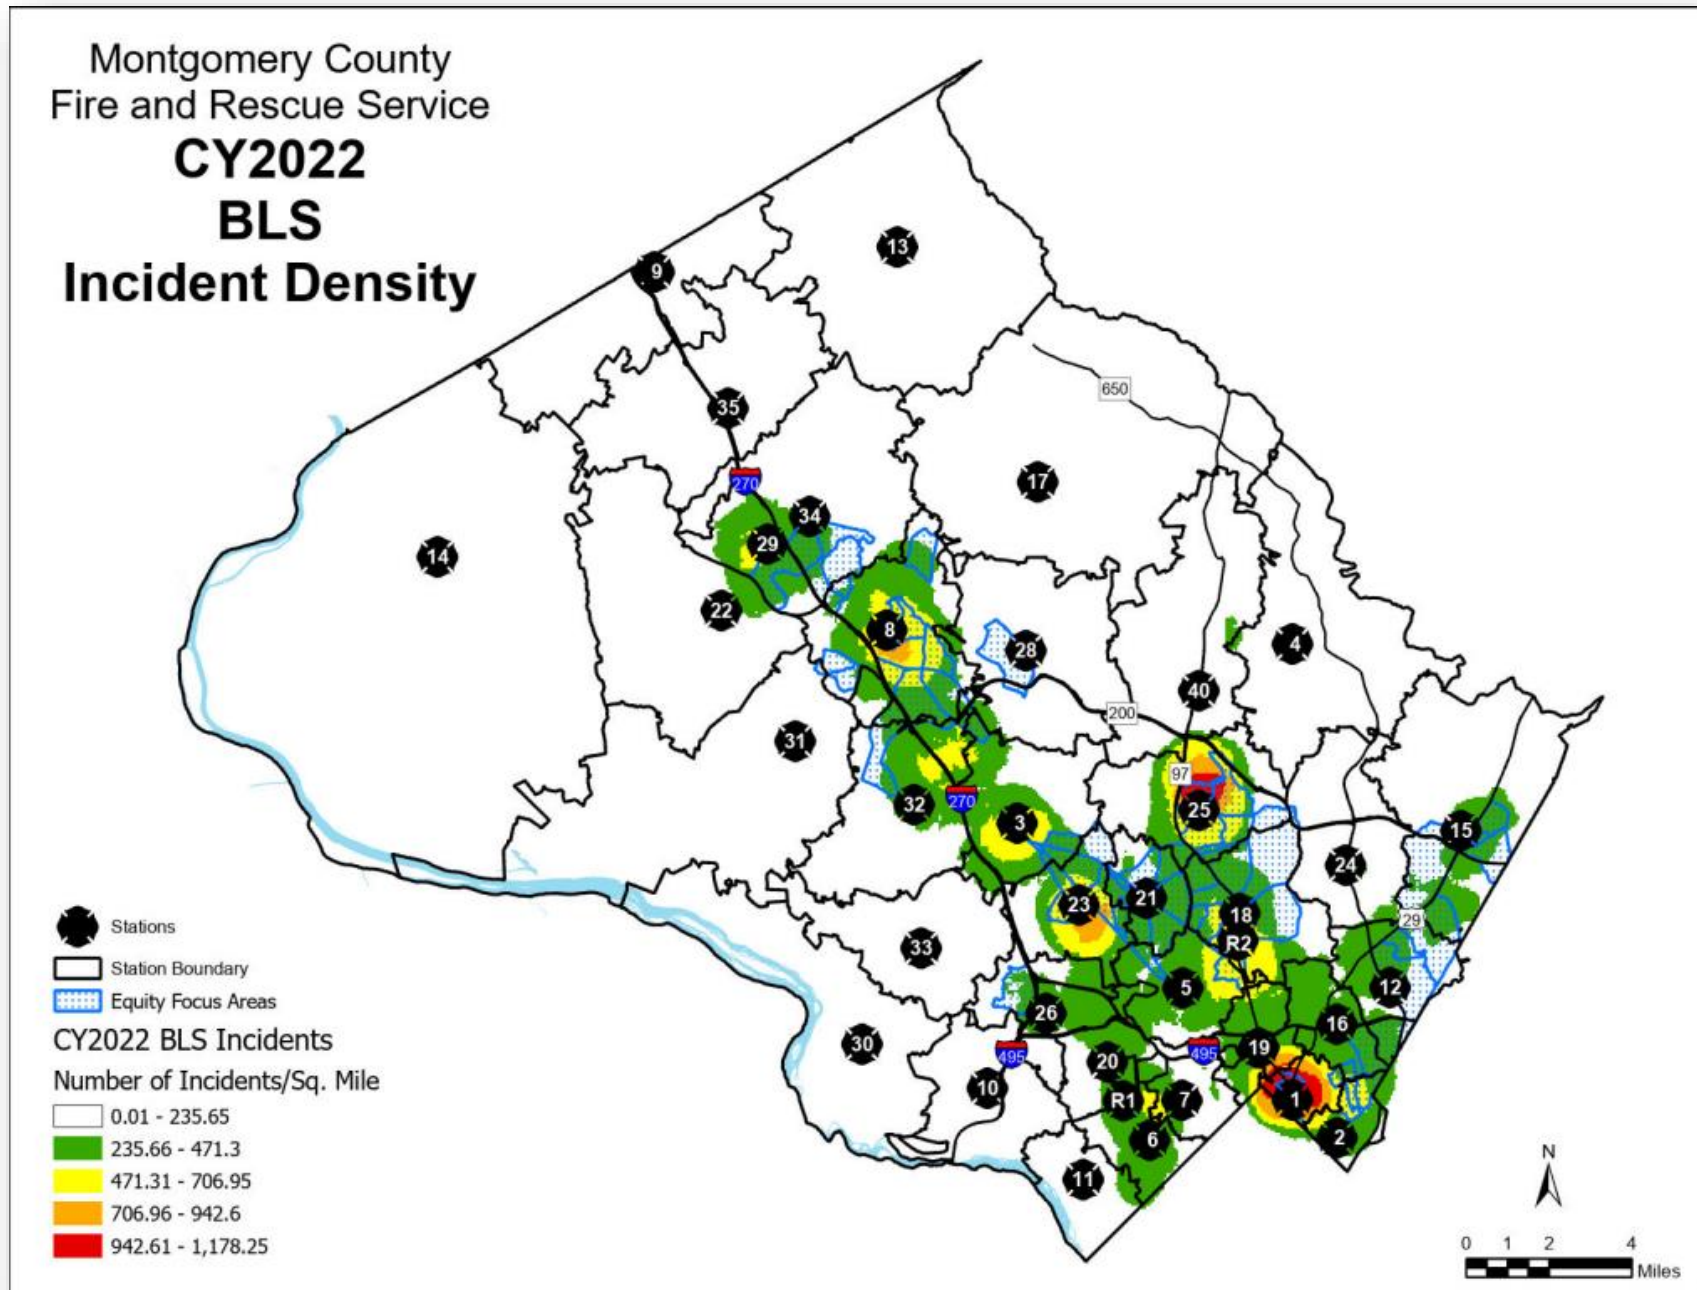 Montgomery County
Fire and Rescue Service
CY2022
BLS
Incident Density
13
9
650
35
270
17
34
29
14
22
8
28
4
40
200
31
97
25
32
270
3
15
24
23
21
18
29
R2
33
5
12
26
16
30
495
495
19
20
10
R1
7
1
6
2
11
Stations
Station Boundary
Equity Focus Areas
CY2022 BLS Incidents
Number of Incidents/Sq. Mile
0.01 - 235.65
235.66 - 471.3
471.31 - 706.95
706.96 - 942.6
942.61 - 1,178.25
N
0 1 2 4
Miles